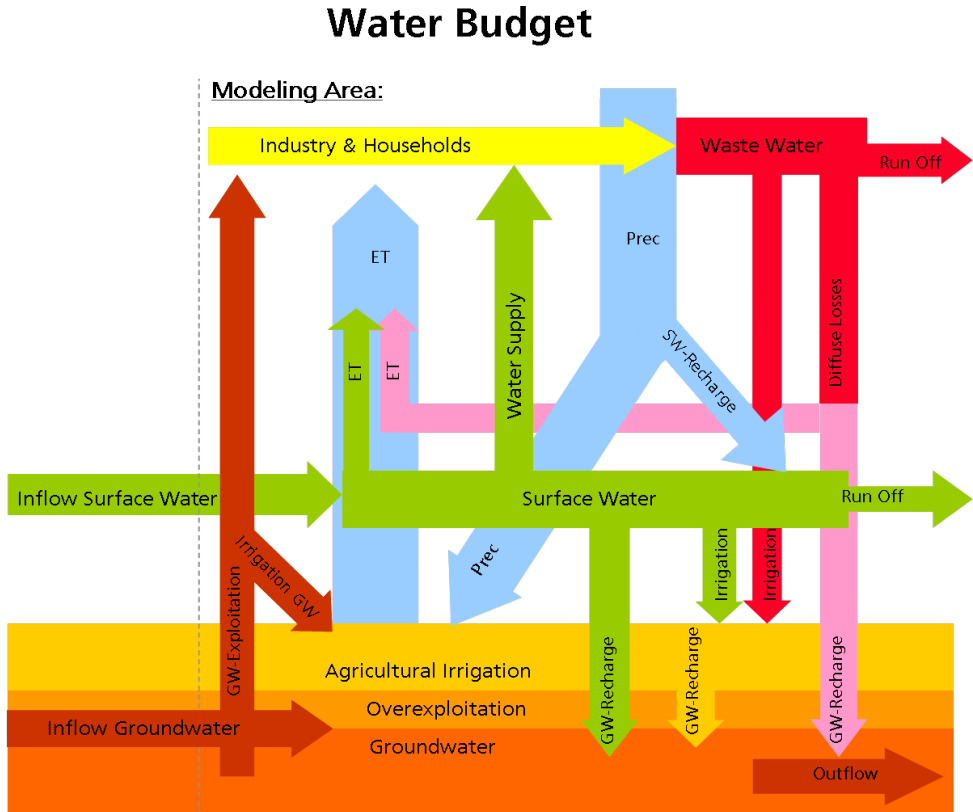 Water Budget
Modeling Area:
Industry & Households
Waste Water
Run Off
Prec
ET
Water Supply
Diffuse Losses
SW-Recharge
ET
ET
Inflow Surface Water
Surface Water
Run Off
Prec
Irrigation GW
Irrigation
Irrigation
GW-Exploitation
Agricultural Irrigation
GW-Recharge
GW-Recharge
GW-Recharge
Overexploitation
Inflow Groundwater
Groundwater
Outflow